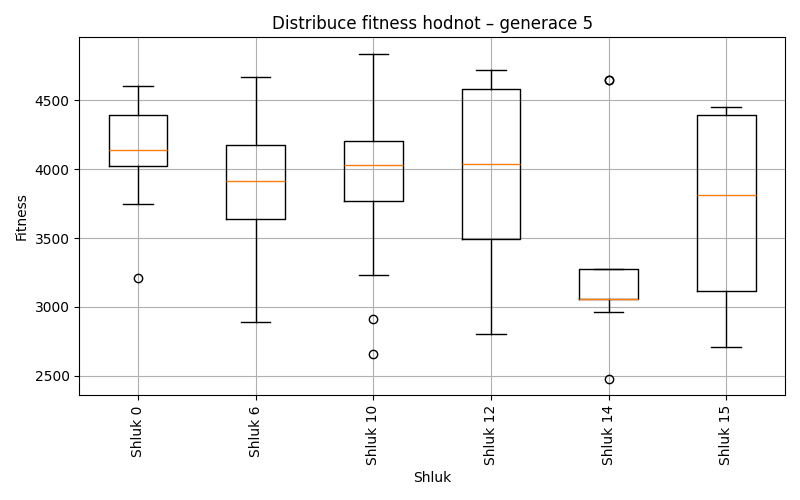 Distribuce fitness hodnot – generace 5
Fitness
4500
4000
3500
3000
2500
Shluk 0
Shluk 6
Shluk 10
Shluk 12
Shluk 14
Shluk 15
Shluk